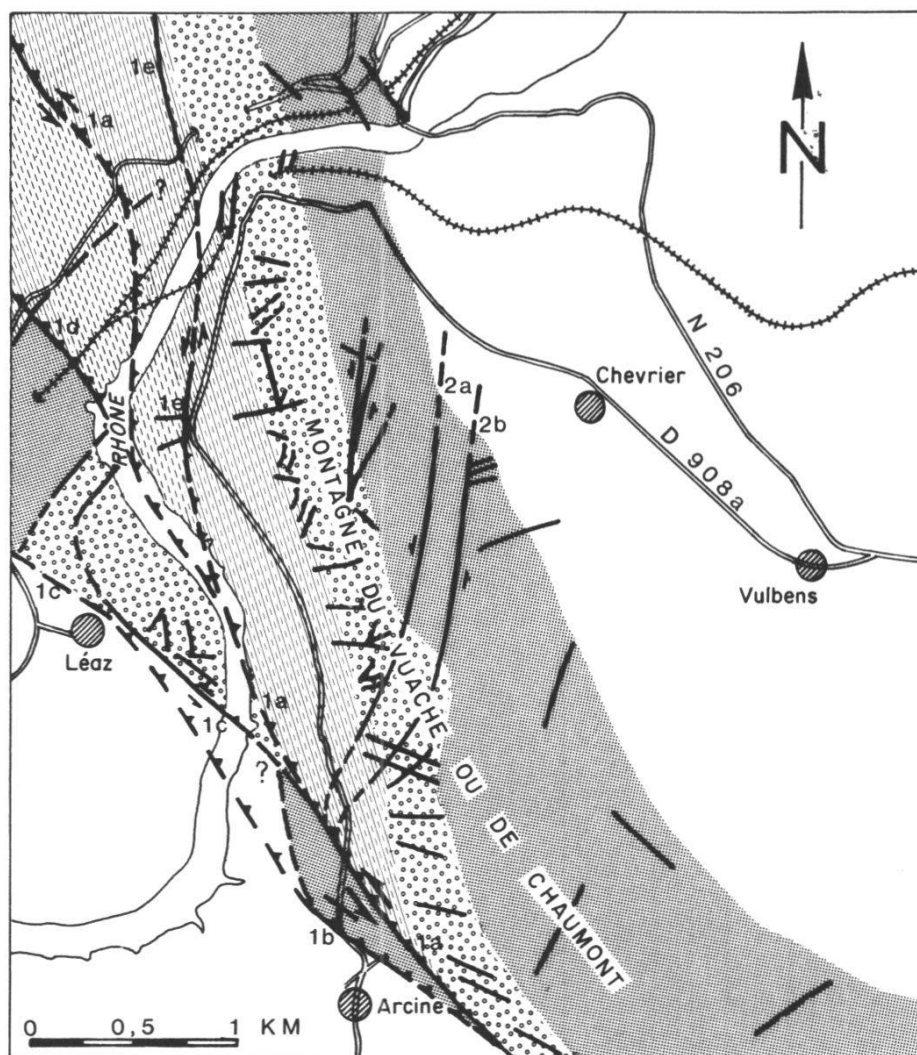 1e
1a
?
N
1d
RHÔNE
1e
2a
2b
Chevrier
N 206
D 908a
Vulbens
MONTAGNE DU VUACHE OU DE CHAUMONT
1c
Léaz
1c
1a
?
1b
1a
Arcine
0 0,5 1 KM